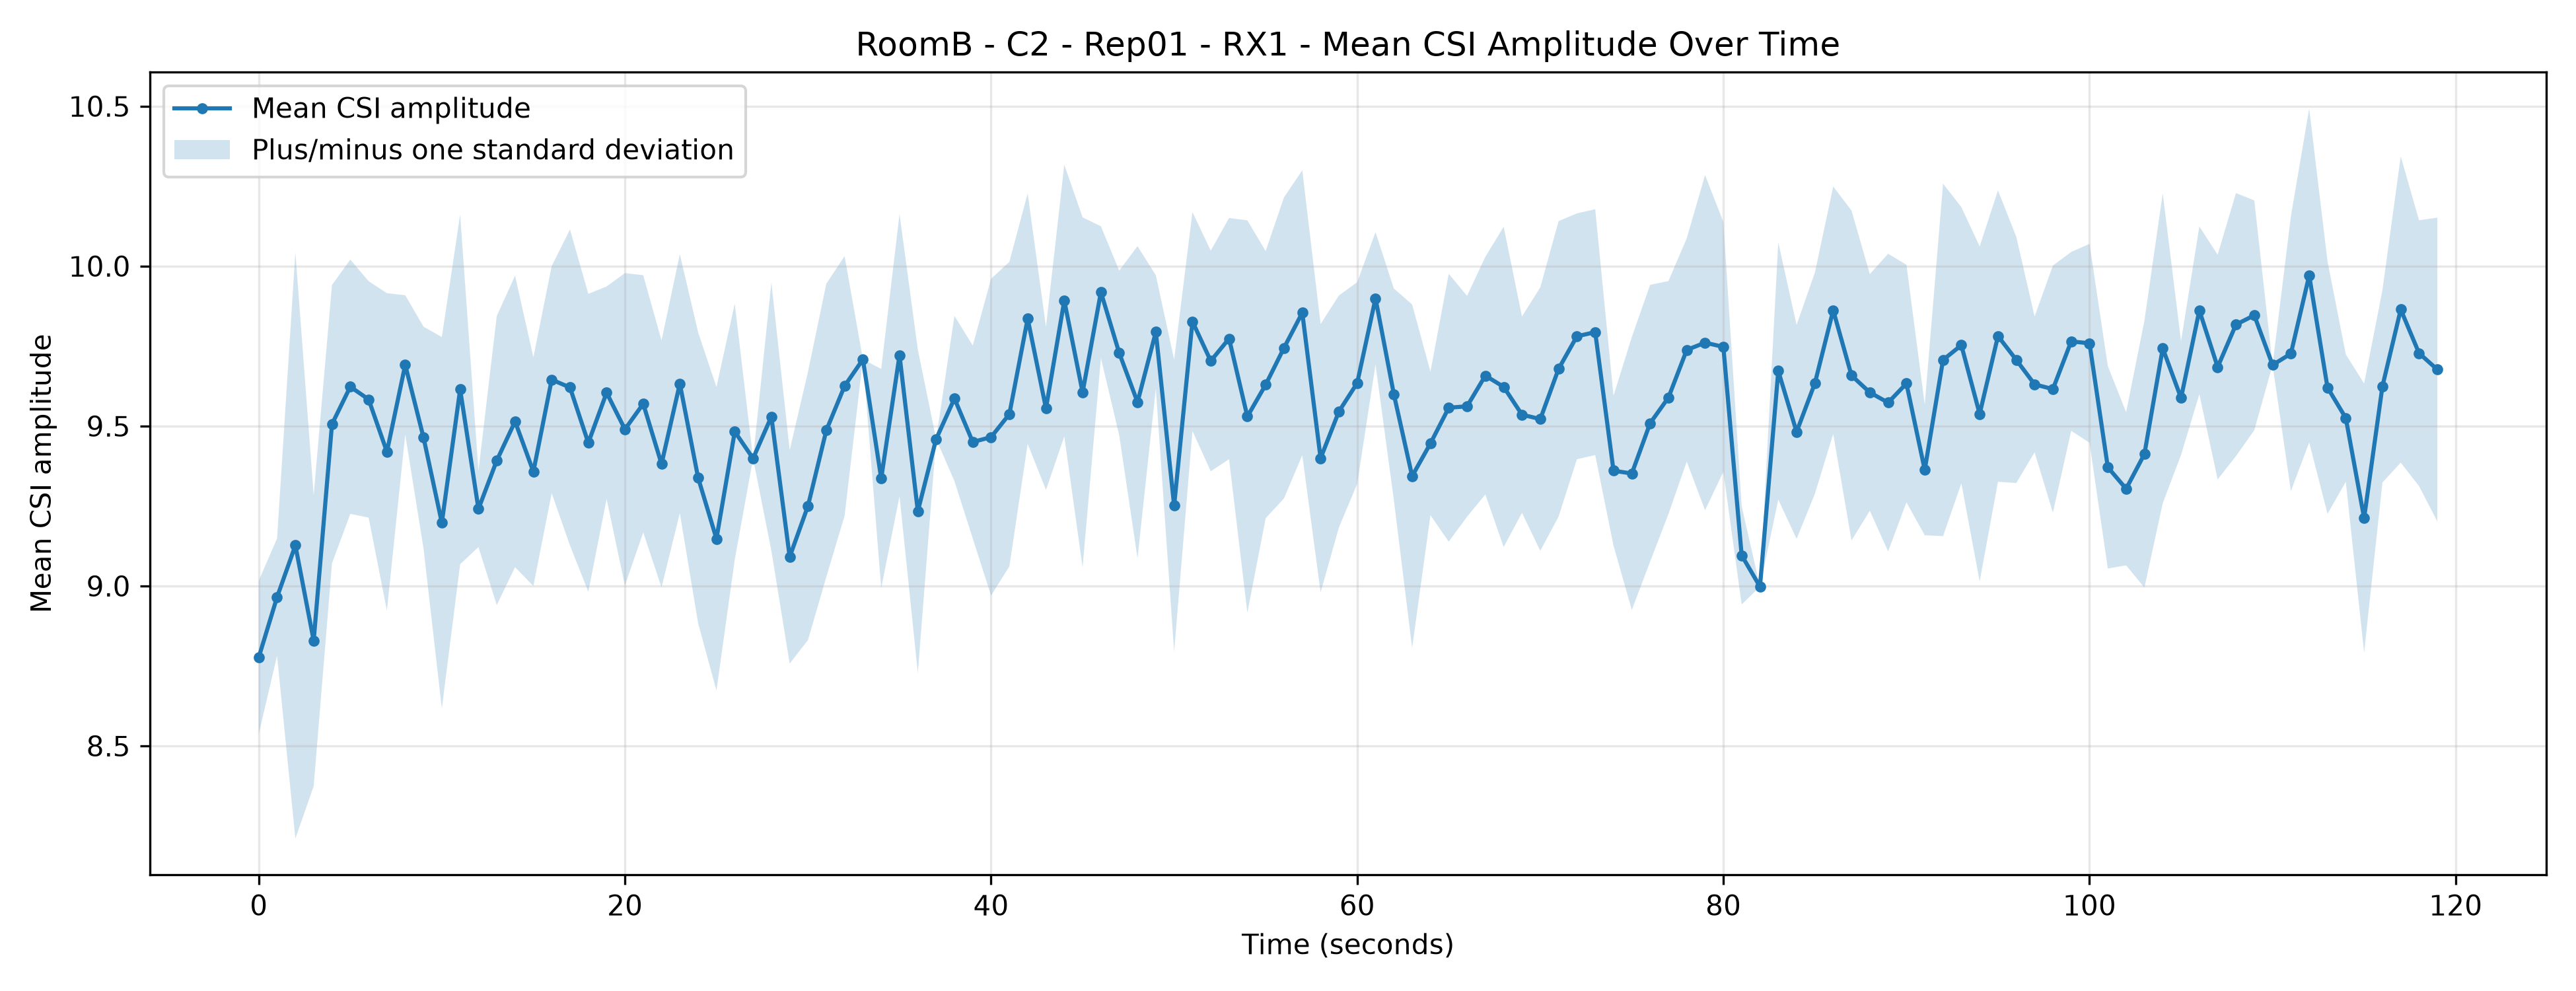 RoomB - C2 - Rep01 - RX1 - Mean CSI Amplitude Over Time
Mean CSI amplitude
Plus/minus one standard deviation
Mean CSI amplitude
10.5
10.0
9.5
9.0
8.5
0 20 40 60 80 100 120
Time (seconds)